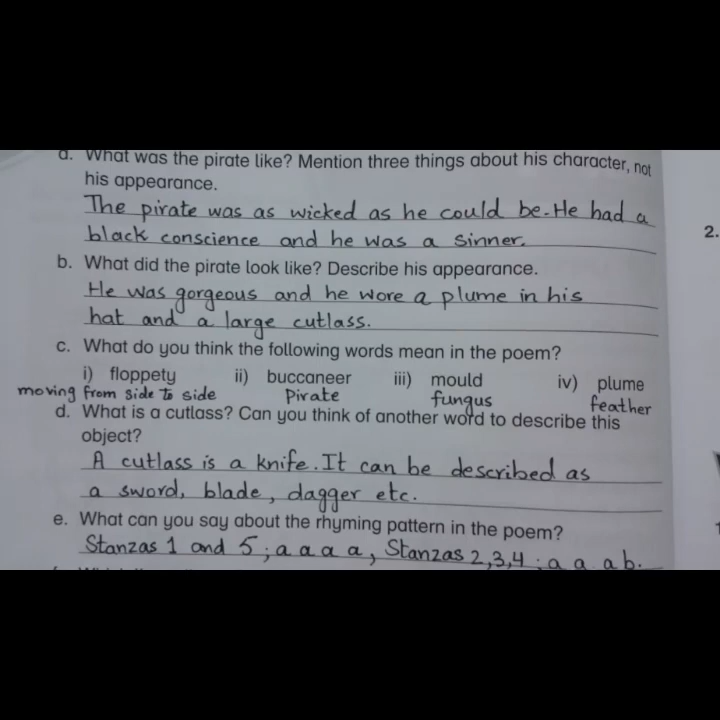 a. What was the pirate like? Mention three things about his character, not
his appearance.
The pirate was as wicked as he could be. He had a
black conscience and he was a sinner.
2.
b. What did the pirate look like? Describe his appearance.
He was gorgeous and he wore a plume in his
hat and a large cutlass.
c. What do you think the following words mean in the poem?
i) floppety ii) buccaneer iii) mould iv) plume
moving from side to side Pirate fungus feather
d. What is a cutlass? Can you think of another word to describe this
object?
A cutlass is a knife. It can be described as
a sword, blade, dagger etc.
e. What can you say about the rhyming pattern in the poem?
Stanzas 1 and 5; a a a a, Stanzas 2,3,4; a a a b.